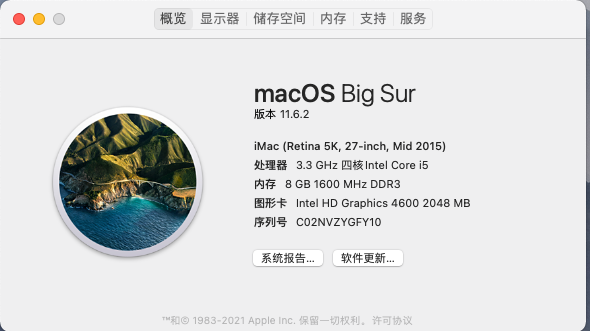 概览 显示器 储存空间 内存 支持 服务
macOS Big Sur
版本 11.6.2
iMac (Retina 5K, 27-inch, Mid 2015)
处理器 3.3 GHz 四核Intel Core i5
内存 8 GB 1600 MHz DDR3
图形卡 Intel HD Graphics 4600 2048 MB
序列号 C02NVZYGFY10
系统报告... 软件更新...
™和© 1983-2021 Apple Inc. 保留一切权利。许可协议